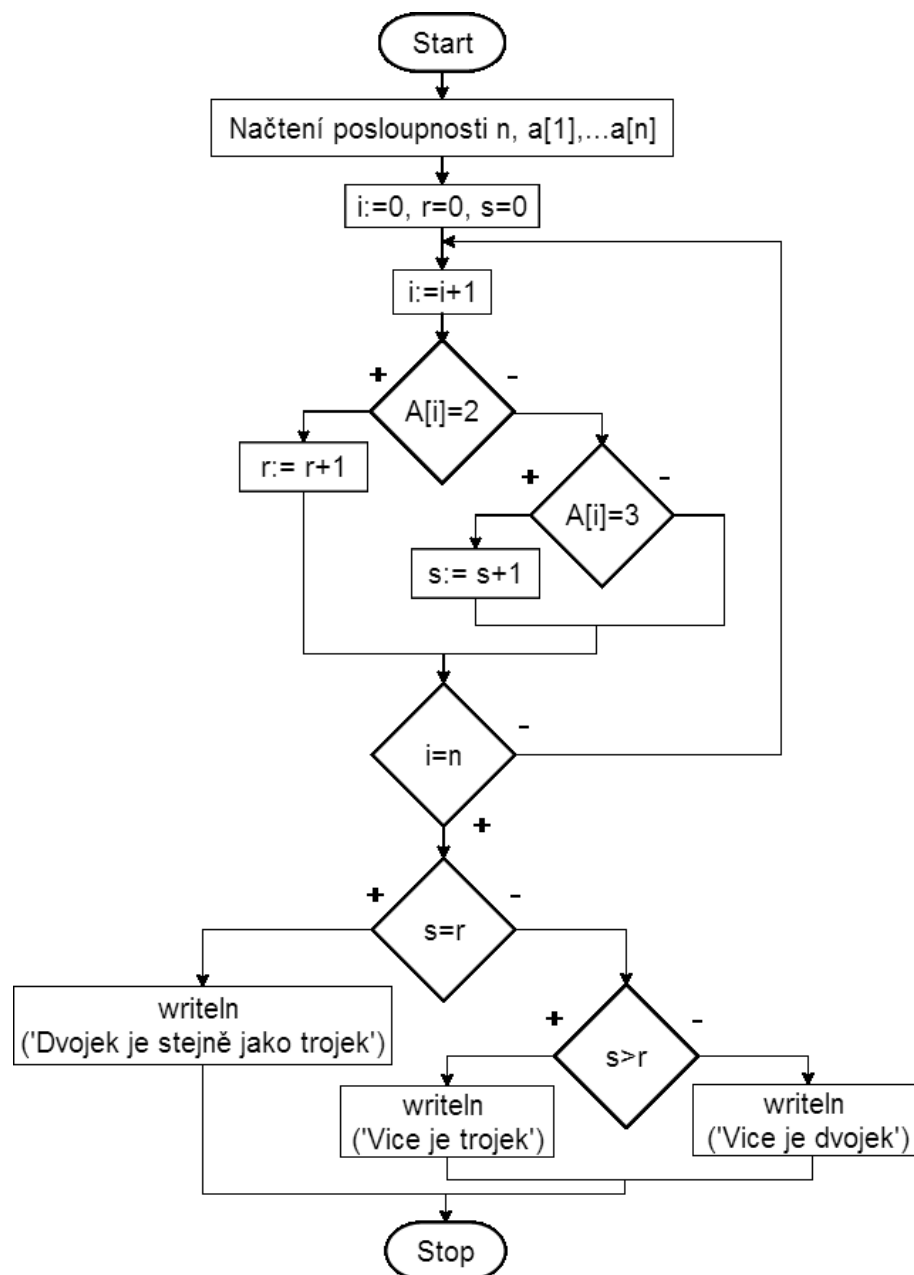 Start
Načtení posloupnosti n, a[1],...a[n]
i:=0, r=0, s=0
i:=i+1
+
-
A[i]=2
r:= r+1
+
-
A[i]=3
s:= s+1
-
i=n
+
+
-
s=r
writeln
('Dvojek je stejně jako trojek')
+
-
s>r
writeln
('Vice je trojek')
writeln
('Vice je dvojek')
Stop